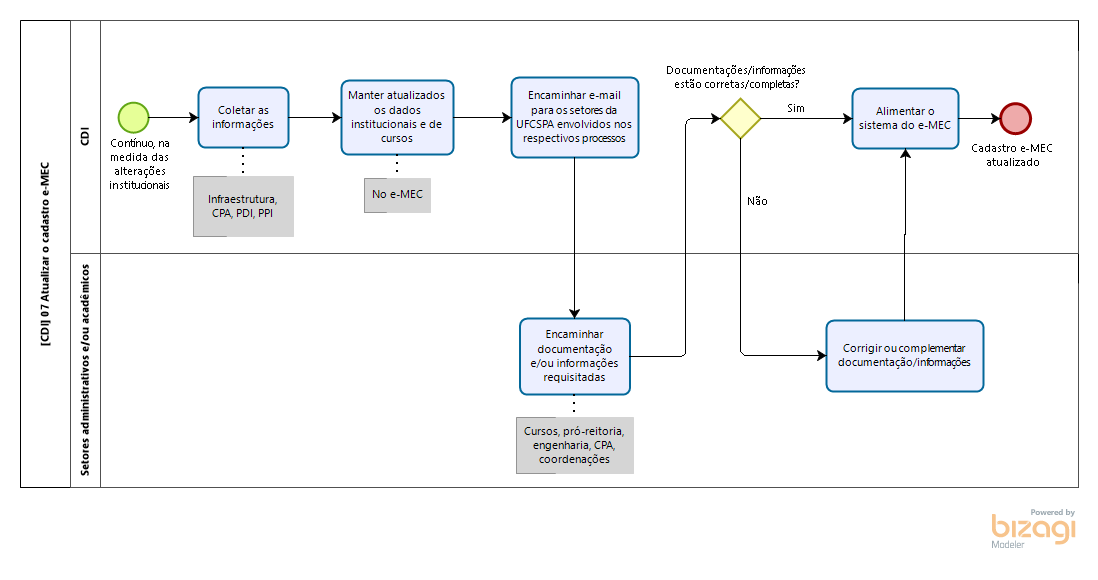 [CDI] 07 Atualizar o cadastro e-MEC
CDI
Contínuo, na
medida das
alterações
institucionais
Coletar as
informações
Infraestrutura,
CPA, PDI, PPI
Manter atualizados
os dados
institucionais e de
cursos
No e-MEC
Encaminhar e-mail
para os setores da
UFCSPA envolvidos nos
respectivos processos
Documentações/informações
estão corretas/completas?
Sim
Não
Alimentar o
sistema do e-MEC
Cadastro e-MEC
atualizado
Setores administrativos e/ou acadêmicos
Encaminhar
documentação
e/ou informações
requisitadas
Cursos, pró-reitoria,
engenharia, CPA,
coordenações
Corrigir ou complementar
documentação/informações
Powered by
bizagi
Modeler